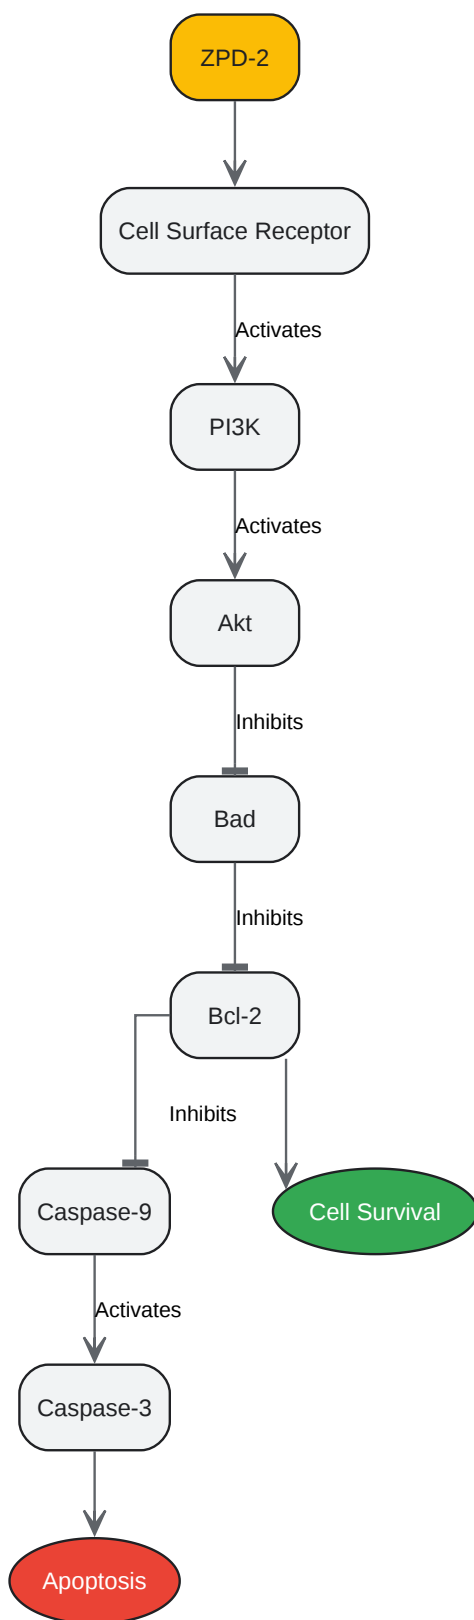 ZPD-2
Cell Surface Receptor
Activates
PI3K
Activates
Akt
Inhibits
Bad
Inhibits
Bcl-2
Inhibits
Caspase-9
Cell Survival
Activates
Caspase-3
Apoptosis